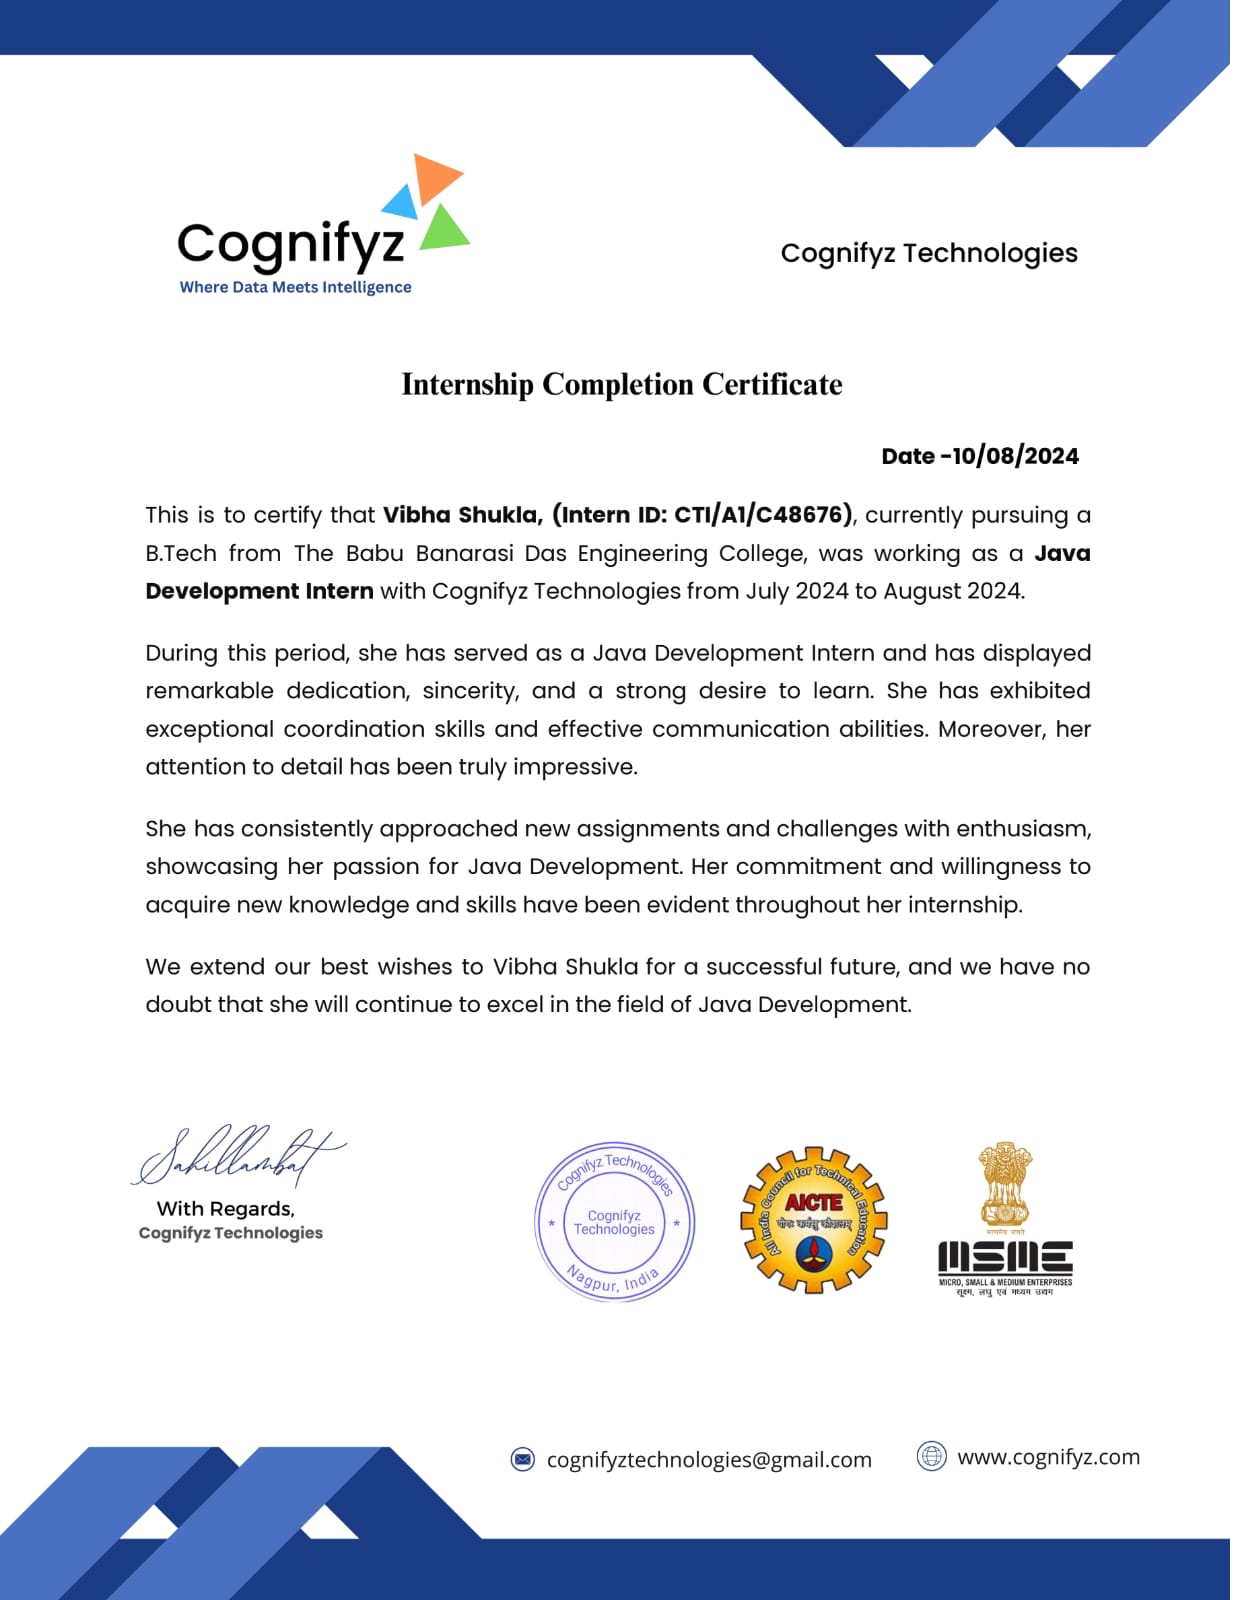 Cognifyz
Where Data Meets Intelligence
Cognifyz Technologies
Internship Completion Certificate
Date -10/08/2024
This is to certify that Vibha Shukla, (Intern ID: CTI/A1/C48676), currently pursuing a
B.Tech from The Babu Banarasi Das Engineering College, was working as a Java
Development Intern with Cognifyz Technologies from July 2024 to August 2024.
During this period, she has served as a Java Development Intern and has displayed
remarkable dedication, sincerity, and a strong desire to learn. She has exhibited
exceptional coordination skills and effective communication abilities. Moreover, her
attention to detail has been truly impressive.
She has consistently approached new assignments and challenges with enthusiasm,
showcasing her passion for Java Development. Her commitment and willingness to
acquire new knowledge and skills have been evident throughout her internship.
We extend our best wishes to Vibha Shukla for a successful future, and we have no
doubt that she will continue to excel in the field of Java Development.
With Regards,
Cognifyz Technologies
Cognifyz Technologies
Cognifyz
Technologies
* *
Nagpur, India
All India Council for Technical Education
AICTE
योगः कर्मसु कौशलम्
सत्यमेव जयते
MSME
MICRO, SMALL & MEDIUM ENTERPRISES
सूक्ष्म, लघु एवं मध्यम उद्यम
cognifyztechnologies@gmail.com
www.cognifyz.com